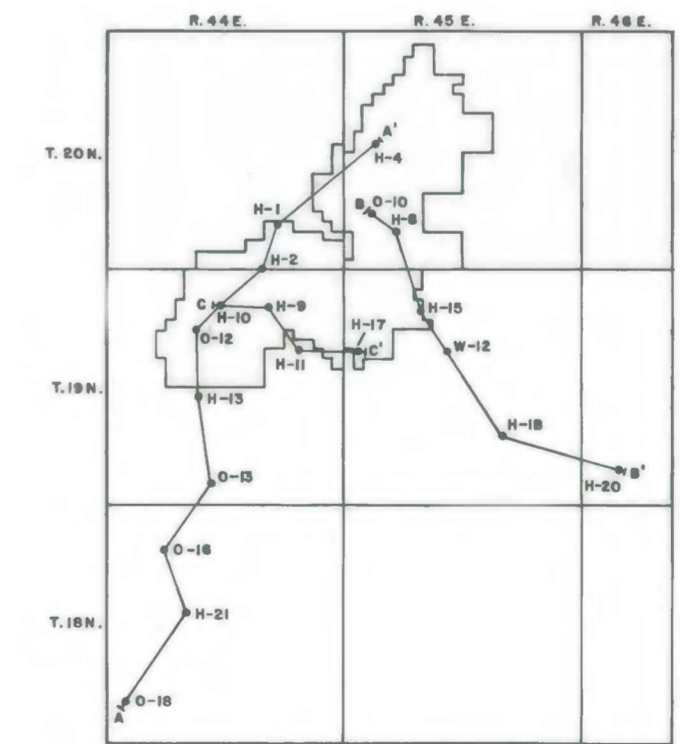 R. 44 E. R. 45 E. R. 46 E.
A'
T. 20 N.
H-4
B O-10
H-1
H-8
H-2
C H-9
H-10 H-15
O-12 H-17
W-12
H-11 C'
T. 19 N.
H-13
H-18
O-13 B'
H-20
O-16
H-21
T. 18 N.
O-18
A